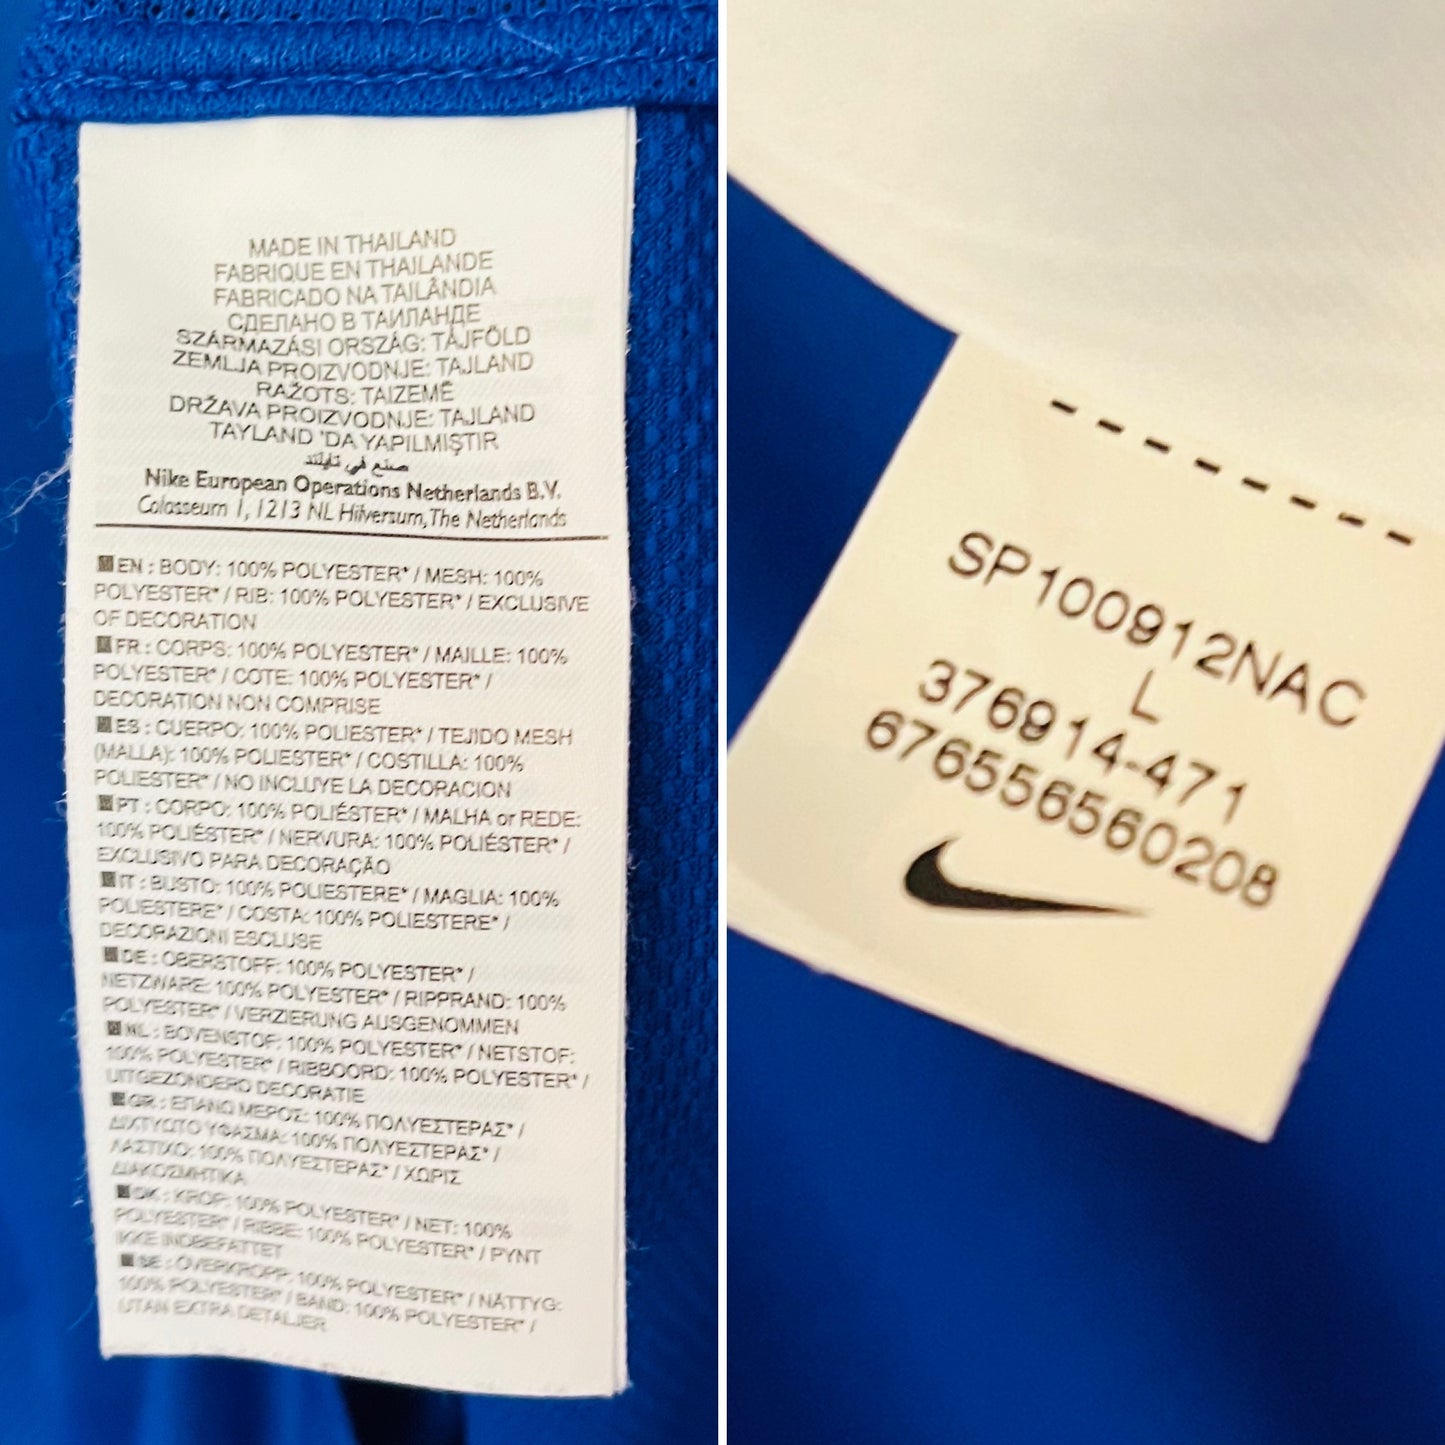 MADE IN THAILAND
FABRIQUE EN THAILANDE
FABRICADO NA TAILÂNDIA
СДЕЛАНО В ТАИЛАНДЕ
SZÁRMAZÁSI ORSZÁG: TÁJFÖLD
ZEMLJA PROIZVODNJE: TAJLAND
RAŽOTS: TAIZEMĒ
DRŽAVA PROIZVODNJE: TAJLAND
TAYLAND 'DA YAPILMIŞTIR
صنع في تايلند
Nike European Operations Netherlands B.V.
Colosseum 1, 1213 NL Hilversum, The Netherlands
EN : BODY: 100% POLYESTER* / MESH: 100%
POLYESTER* / RIB: 100% POLYESTER* / EXCLUSIVE
OF DECORATION
FR : CORPS: 100% POLYESTER* / MAILLE: 100%
POLYESTER* / COTE: 100% POLYESTER* /
DECORATION NON COMPRISE
ES : CUERPO: 100% POLIESTER* / TEJIDO MESH
(MALLA): 100% POLIESTER* / COSTILLA: 100%
POLIESTER* / NO INCLUYE LA DECORACION
PT : CORPO: 100% POLIÉSTER* / MALHA or REDE:
100% POLIÉSTER* / NERVURA: 100% POLIÉSTER* /
EXCLUSIVO PARA DECORAÇÃO
IT : BUSTO: 100% POLIESTERE* / MAGLIA: 100%
POLIESTERE* / COSTA: 100% POLIESTERE* /
DECORAZIONI ESCLUSE
DE : OBERSTOFF: 100% POLYESTER* /
NETZWARE: 100% POLYESTER* / RIPPRAND: 100%
POLYESTER* / VERZIERUNG AUSGENOMMEN
NL : BOVENSTOF: 100% POLYESTER* / NETSTOF:
100% POLYESTER* / RIBBOORD: 100% POLYESTER* /
UITGEZONDERD DECORATIE
GR : ΕΠΑΝΩ ΜΕΡΟΣ: 100% ΠΟΛΥΕΣΤΕΡΑΣ* /
ΔΙΧΤΥΩΤΟ ΥΦΑΣΜΑ: 100% ΠΟΛΥΕΣΤΕΡΑΣ* /
ΛΑΣΤΙΧΟ: 100% ΠΟΛΥΕΣΤΕΡΑΣ* / ΧΩΡΙΣ
ΔΙΑΚΟΣΜΗΤΙΚΑ
DK : KROP: 100% POLYESTER* / NET: 100%
POLYESTER* / RIBBE: 100% POLYESTER* / PYNT
IKKE INDBEFATTET
SE : ÖVERKROPP: 100% POLYESTER* / NÄTTYG:
100% POLYESTER* / BAND: 100% POLYESTER* /
UTAN EXTRA DETALJER
SP100912NAC
L
376914-471
676556560208